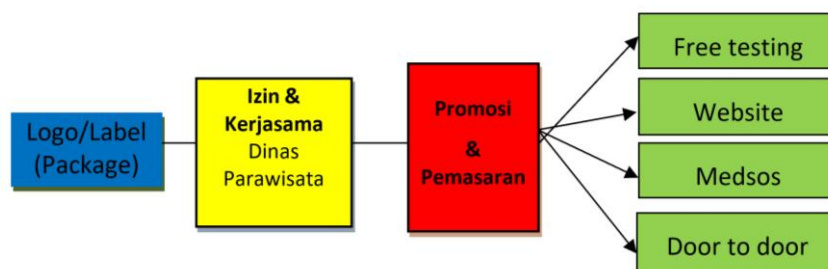 Logo/Label
(Package)
Izin &
Kerjasama
Dinas
Parawisata
Promosi
&
Pemasaran
Free testing
Website
Medsos
Door to door